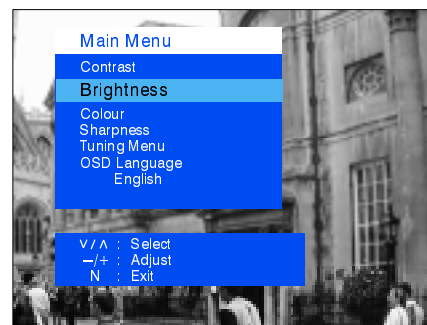 Main Menu
Contrast
Brightness
Colour
Sharpness
Tuning Menu
OSD Language
English
∨/∧ : Select
−/+ : Adjust
N : Exit